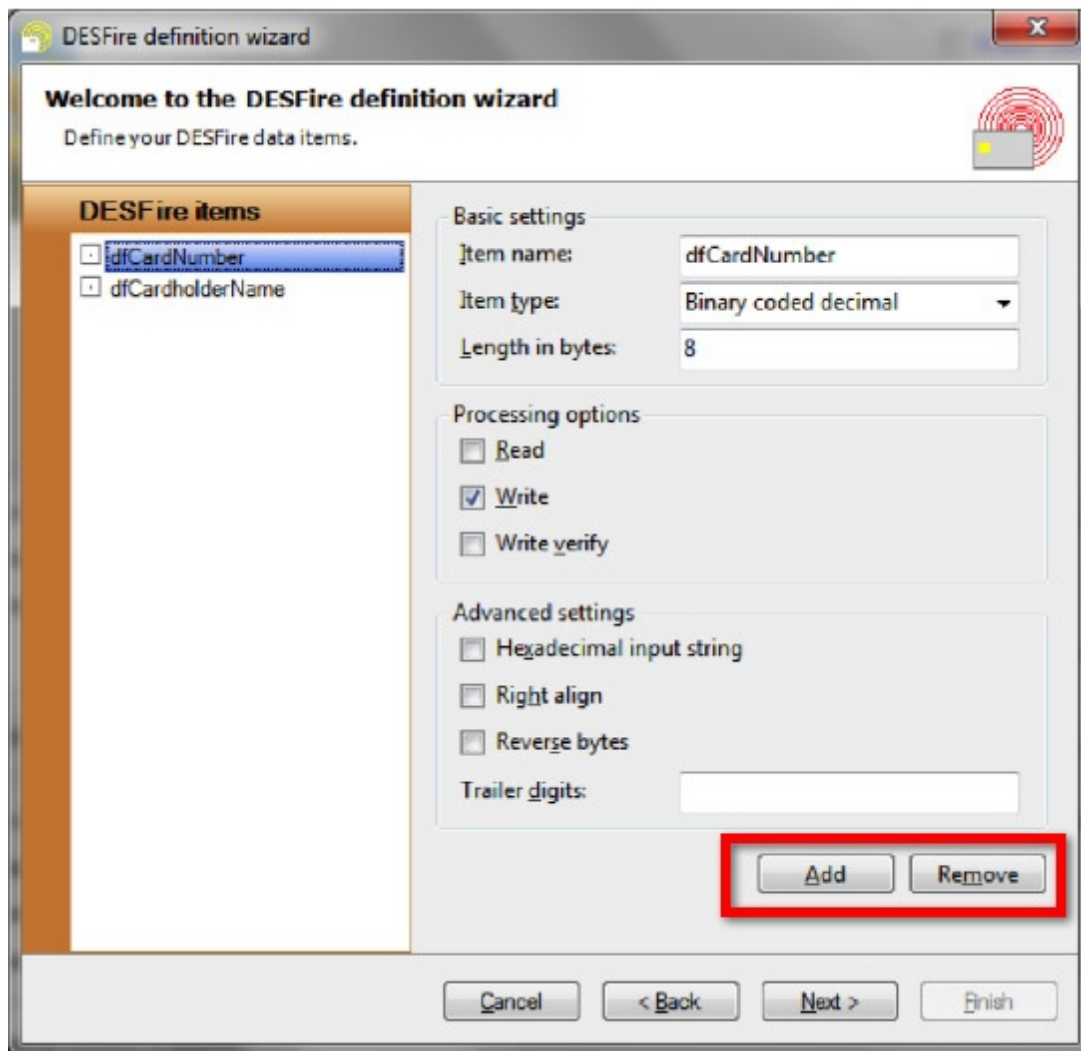 DESFire definition wizard
Welcome to the DESFire definition wizard
Define your DESFire data items.
DESFire items
dfCardNumber
dfCardholderName
Basic settings
Item name: dfCardNumber
Item type: Binary coded decimal
Length in bytes: 8
Processing options
Read
Write
Write verify
Advanced settings
Hexadecimal input string
Right align
Reverse bytes
Trailer digits:
Add Remove
Cancel < Back Next > Finish